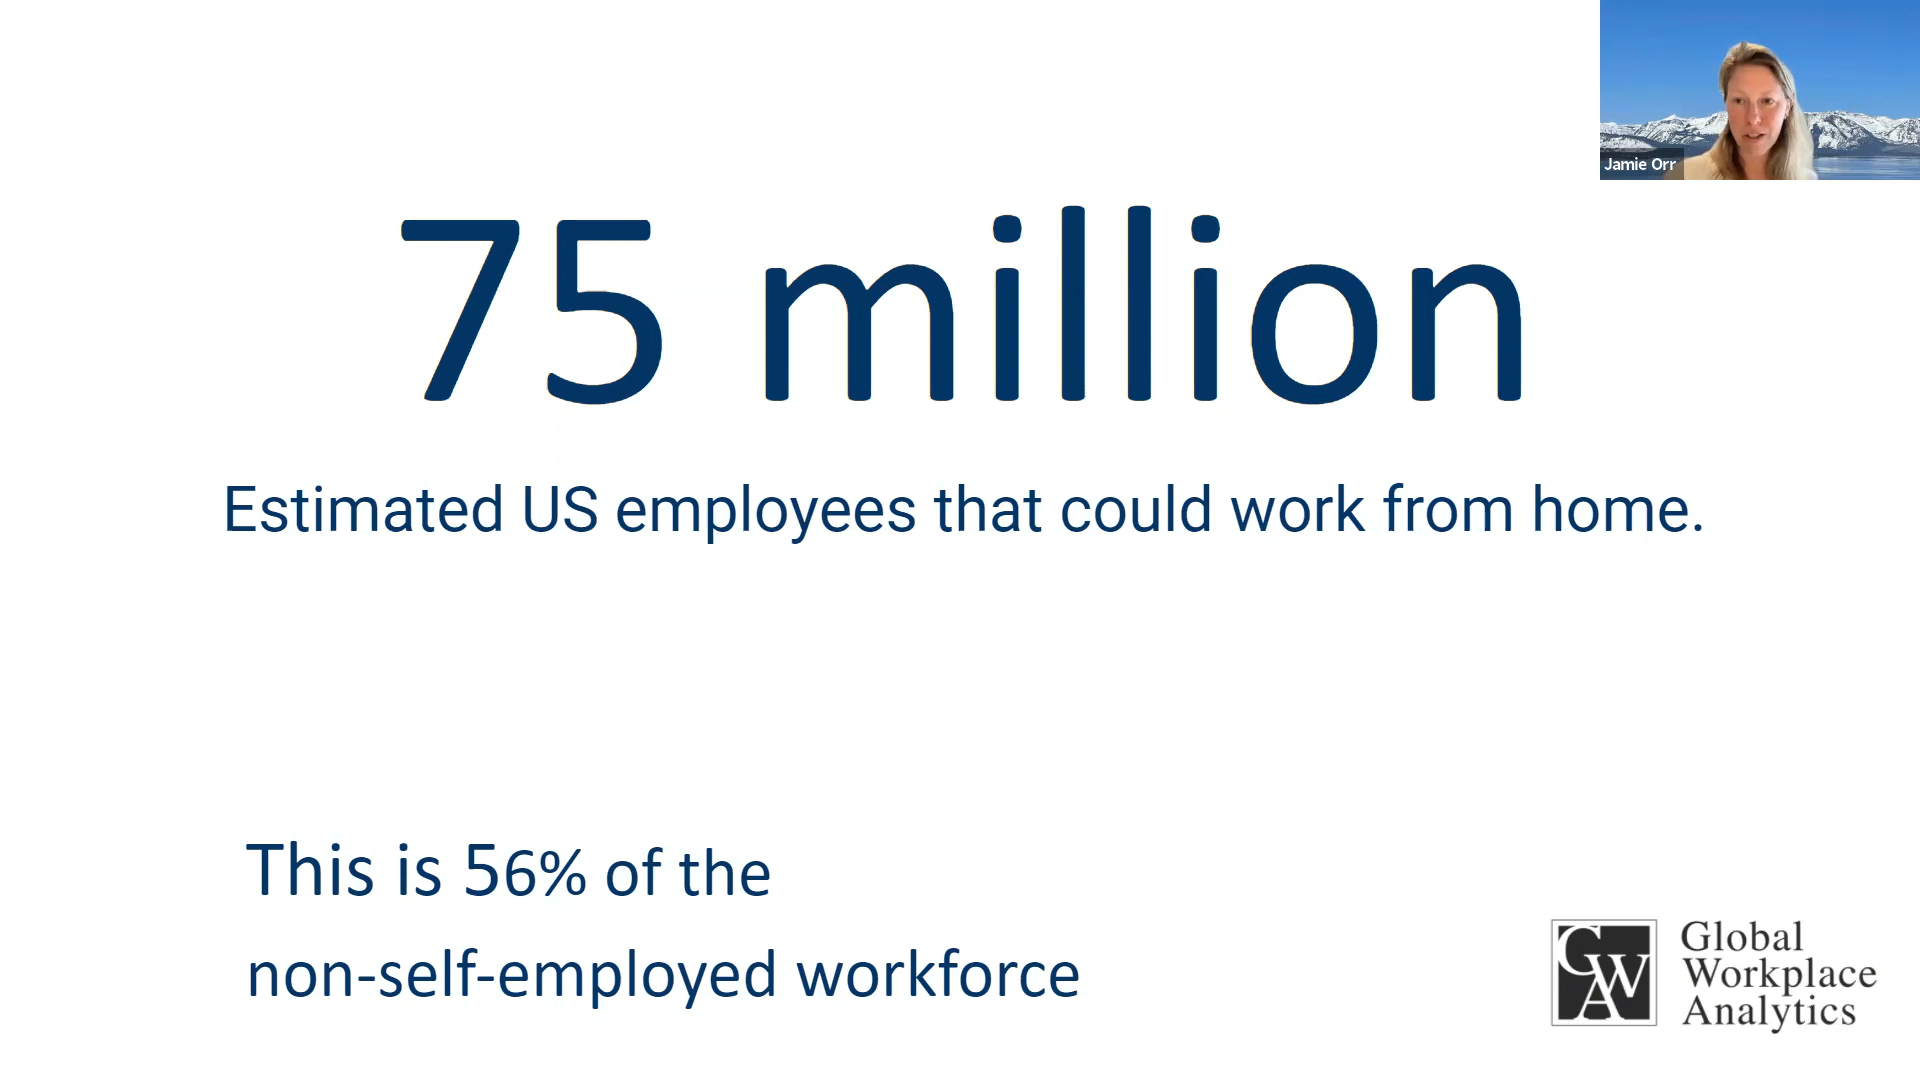 Jamie Orr
75 million
Estimated US employees that could work from home.
This is 56% of the
non-self-employed workforce
GWA
Global
Workplace
Analytics